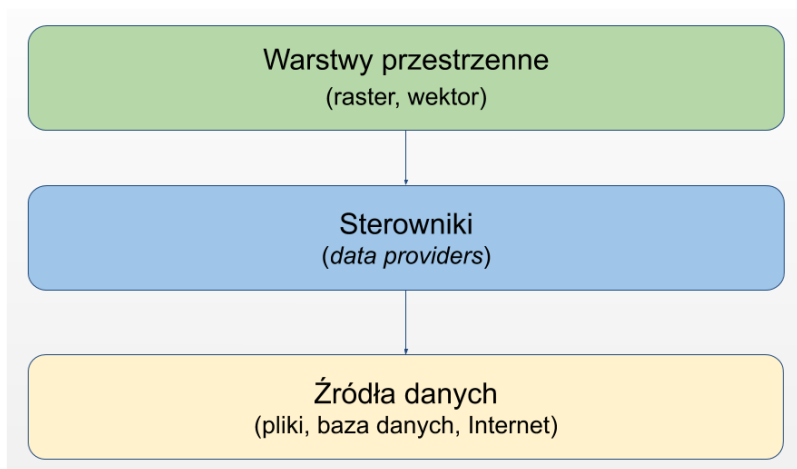 Warstwy przestrzenne
(raster, wektor)
Sterowniki
(data providers)
Źródła danych
(pliki, baza danych, Internet)